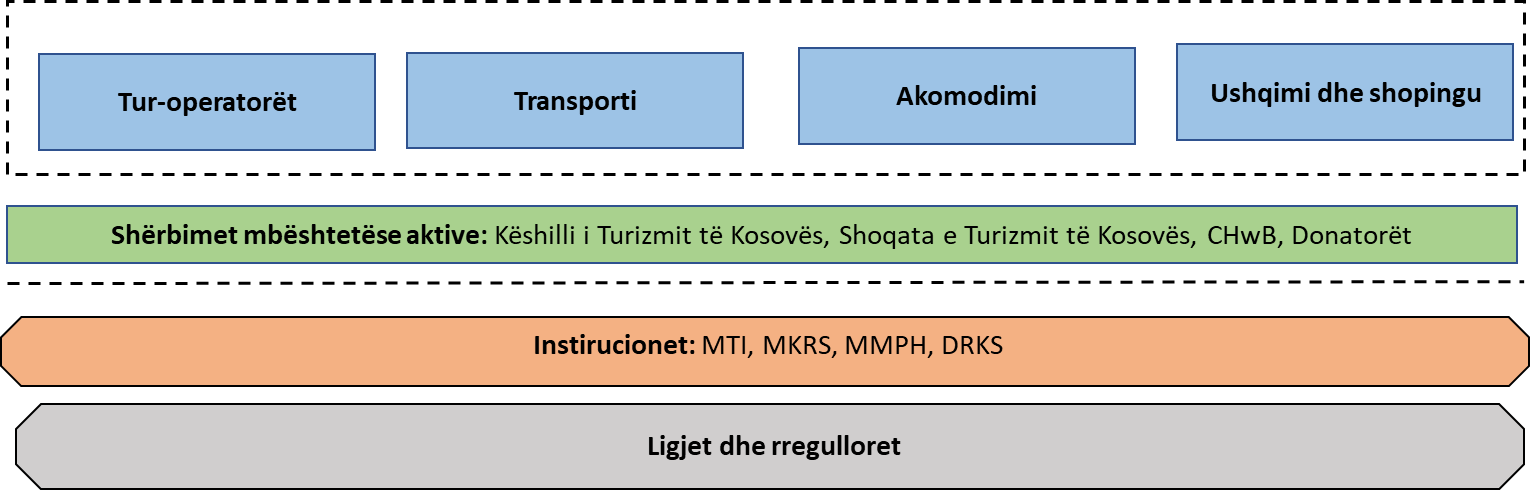 Tur-operatorët
Transporti
Akomodimi
Ushqimi dhe shopingu
Shërbimet mbështetëse aktive: Këshilli i Turizmit të Kosovës, Shoqata e Turizmit të Kosovës, CHwB, Donatorët
Instirucionet: MTI, MKRS, MMPH, DRKS
Ligjet dhe rregulloret